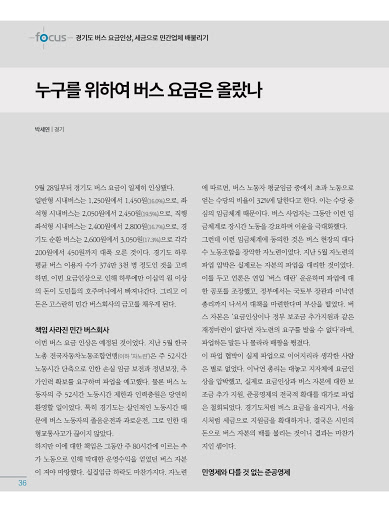 focus
경기도 버스 요금인상, 세금으로 민간업체 배불리기
누구를 위하여 버스 요금은 올랐나
박세연 | 경기
9월 28일부터 경기도 버스 요금이 일제히 인상됐다.
일반형 시내버스는 1,250원에서 1,450원(16.0%)으로, 좌
석형 시내버스는 2,050원에서 2,450원(19.5%)으로, 직행
좌석형 시내버스는 2,400원에서 2,800원(16.7%)으로, 경
기도 순환 버스는 2,600원에서 3,050원(17.3%)으로 각각
200원에서 450원까지 대폭 오른 것이다. 경기도 하루
평균 버스 이용자 수가 374만 3천 명 정도인 것을 고려
하면, 이번 요금인상으로 인해 하루에만 이십억 원 이상
의 돈이 도민들의 호주머니에서 빠져나간다. 그리고 이
돈은 고스란히 민간 버스회사의 금고를 채우게 된다.
책임 사라진 민간 버스회사
이번 버스 요금 인상은 예정된 것이었다. 지난 5월 한국
노총 전국자동차노동조합연맹(이하 '자노련')은 주 52시간
노동시간 단축으로 인한 손실 임금 보전과 정년보장, 추
가인력 확보를 요구하며 파업을 예고했다. 물론 버스 노
동자의 주 52시간 노동시간 제한과 인력충원은 당연히
환영할 일이었다. 특히 경기도는 살인적인 노동시간 때
문에 버스 노동자의 졸음운전과 과로운전, 그로 인한 대
형교통사고가 끊이지 않았다.
하지만 이에 대한 책임은 그동안 주 80시간에 이르는 추
가 노동으로 인해 막대한 운영수익을 얻었던 버스 자본
이 져야 마땅했다. 실질임금 하락도 마찬가지다. 자노련
에 따르면, 버스 노동자 평균임금 중에서 초과 노동으로
얻는 수당의 비율이 32%에 달한다고 한다. 이는 수당 중
심의 임금체계 때문이다. 버스 사업자는 그동안 이런 임
금체계로 장시간 노동을 강요하며 이윤을 극대화했다.
그런데 이런 임금체계에 동의한 것은 버스 현장의 대다
수 노동조합을 장악한 자노련이었다. 지난 5월 자노련의
파업 압박은 실제로는 자본의 파업을 대리한 것이었다.
이를 두고 언론은 연일 '버스 대란' 운운하며 파업에 대
한 공포를 조장했고, 정부에서는 국토부 장관과 이낙연
총리까지 나서서 대책을 마련한다며 부산을 떨었다. 버
스 자본은 '요금인상이나 정부 보조금 추가지원과 같은
재정마련이 없다면 자노련의 요구를 받을 수 없다'라며,
파업하든 말든 나 몰라라 배짱을 튕겼다.
이 파업 협박이 실제 파업으로 이어지리라 생각한 사람
은 별로 없었다. 이낙연 총리는 대놓고 지자체에 요금인
상을 압박했고, 실제로 요금인상과 버스 자본에 대한 보
조금 추가 지원, 준공영제의 전국적 확대를 대가로 파업
은 철회되었다. 경기도처럼 버스 요금을 올리거나, 서울
시처럼 세금으로 지원금을 확대하거나, 결국은 시민의
돈으로 버스 자본의 배를 불리는 것이니 결과는 마찬가
지인 셈이다.
민영제와 다를 것 없는 준공영제
36